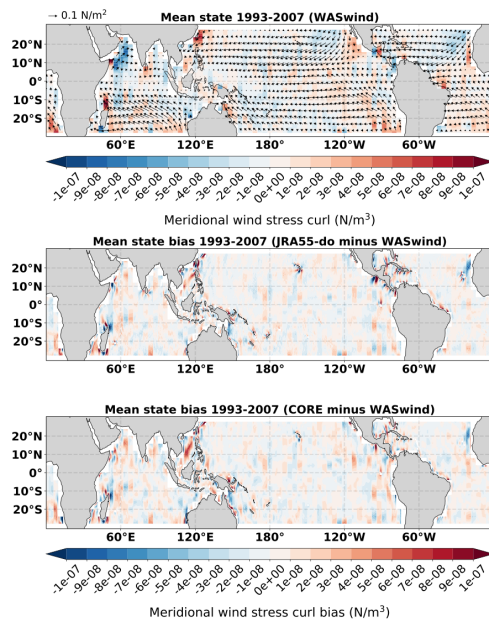 → 0.1 N/m²
Mean state 1993-2007 (WASwind)
20°N
10°N
0°
10°S
20°S
60°E 120°E 180° 120°W 60°W
-1e-07 -9e-08 -8e-08 -7e-08 -6e-08 -5e-08 -4e-08 -3e-08 -2e-08 -1e-08 0e+00 1e-08 2e-08 3e-08 4e-08 5e-08 6e-08 7e-08 8e-08 9e-08 1e-07
Meridional wind stress curl (N/m³)
Mean state bias 1993-2007 (JRA55-do minus WASwind)
20°N
10°N
0°
10°S
20°S
60°E 120°E 180° 120°W 60°W
Mean state bias 1993-2007 (CORE minus WASwind)
20°N
10°N
0°
10°S
20°S
60°E 120°E 180° 120°W 60°W
-1e-07 -9e-08 -8e-08 -7e-08 -6e-08 -5e-08 -4e-08 -3e-08 -2e-08 -1e-08 0e+00 1e-08 2e-08 3e-08 4e-08 5e-08 6e-08 7e-08 8e-08 9e-08 1e-07
Meridional wind stress curl bias (N/m³)